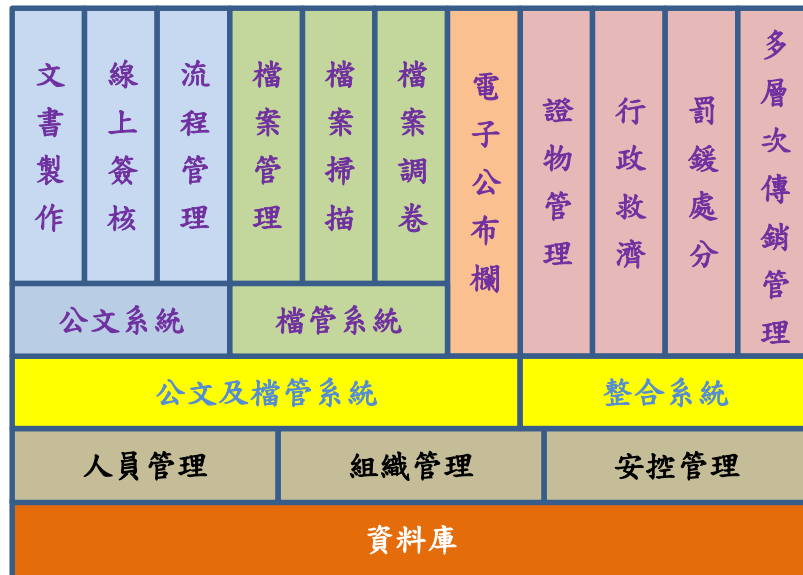 文書製作
線上簽核
流程管理
檔案管理
檔案掃描
檔案調卷
電子公布欄
證物管理
行政救濟
罰鍰處分
多層次傳銷管理
公文系統
檔管系統
公文及檔管系統
整合系統
人員管理
組織管理
安控管理
資料庫